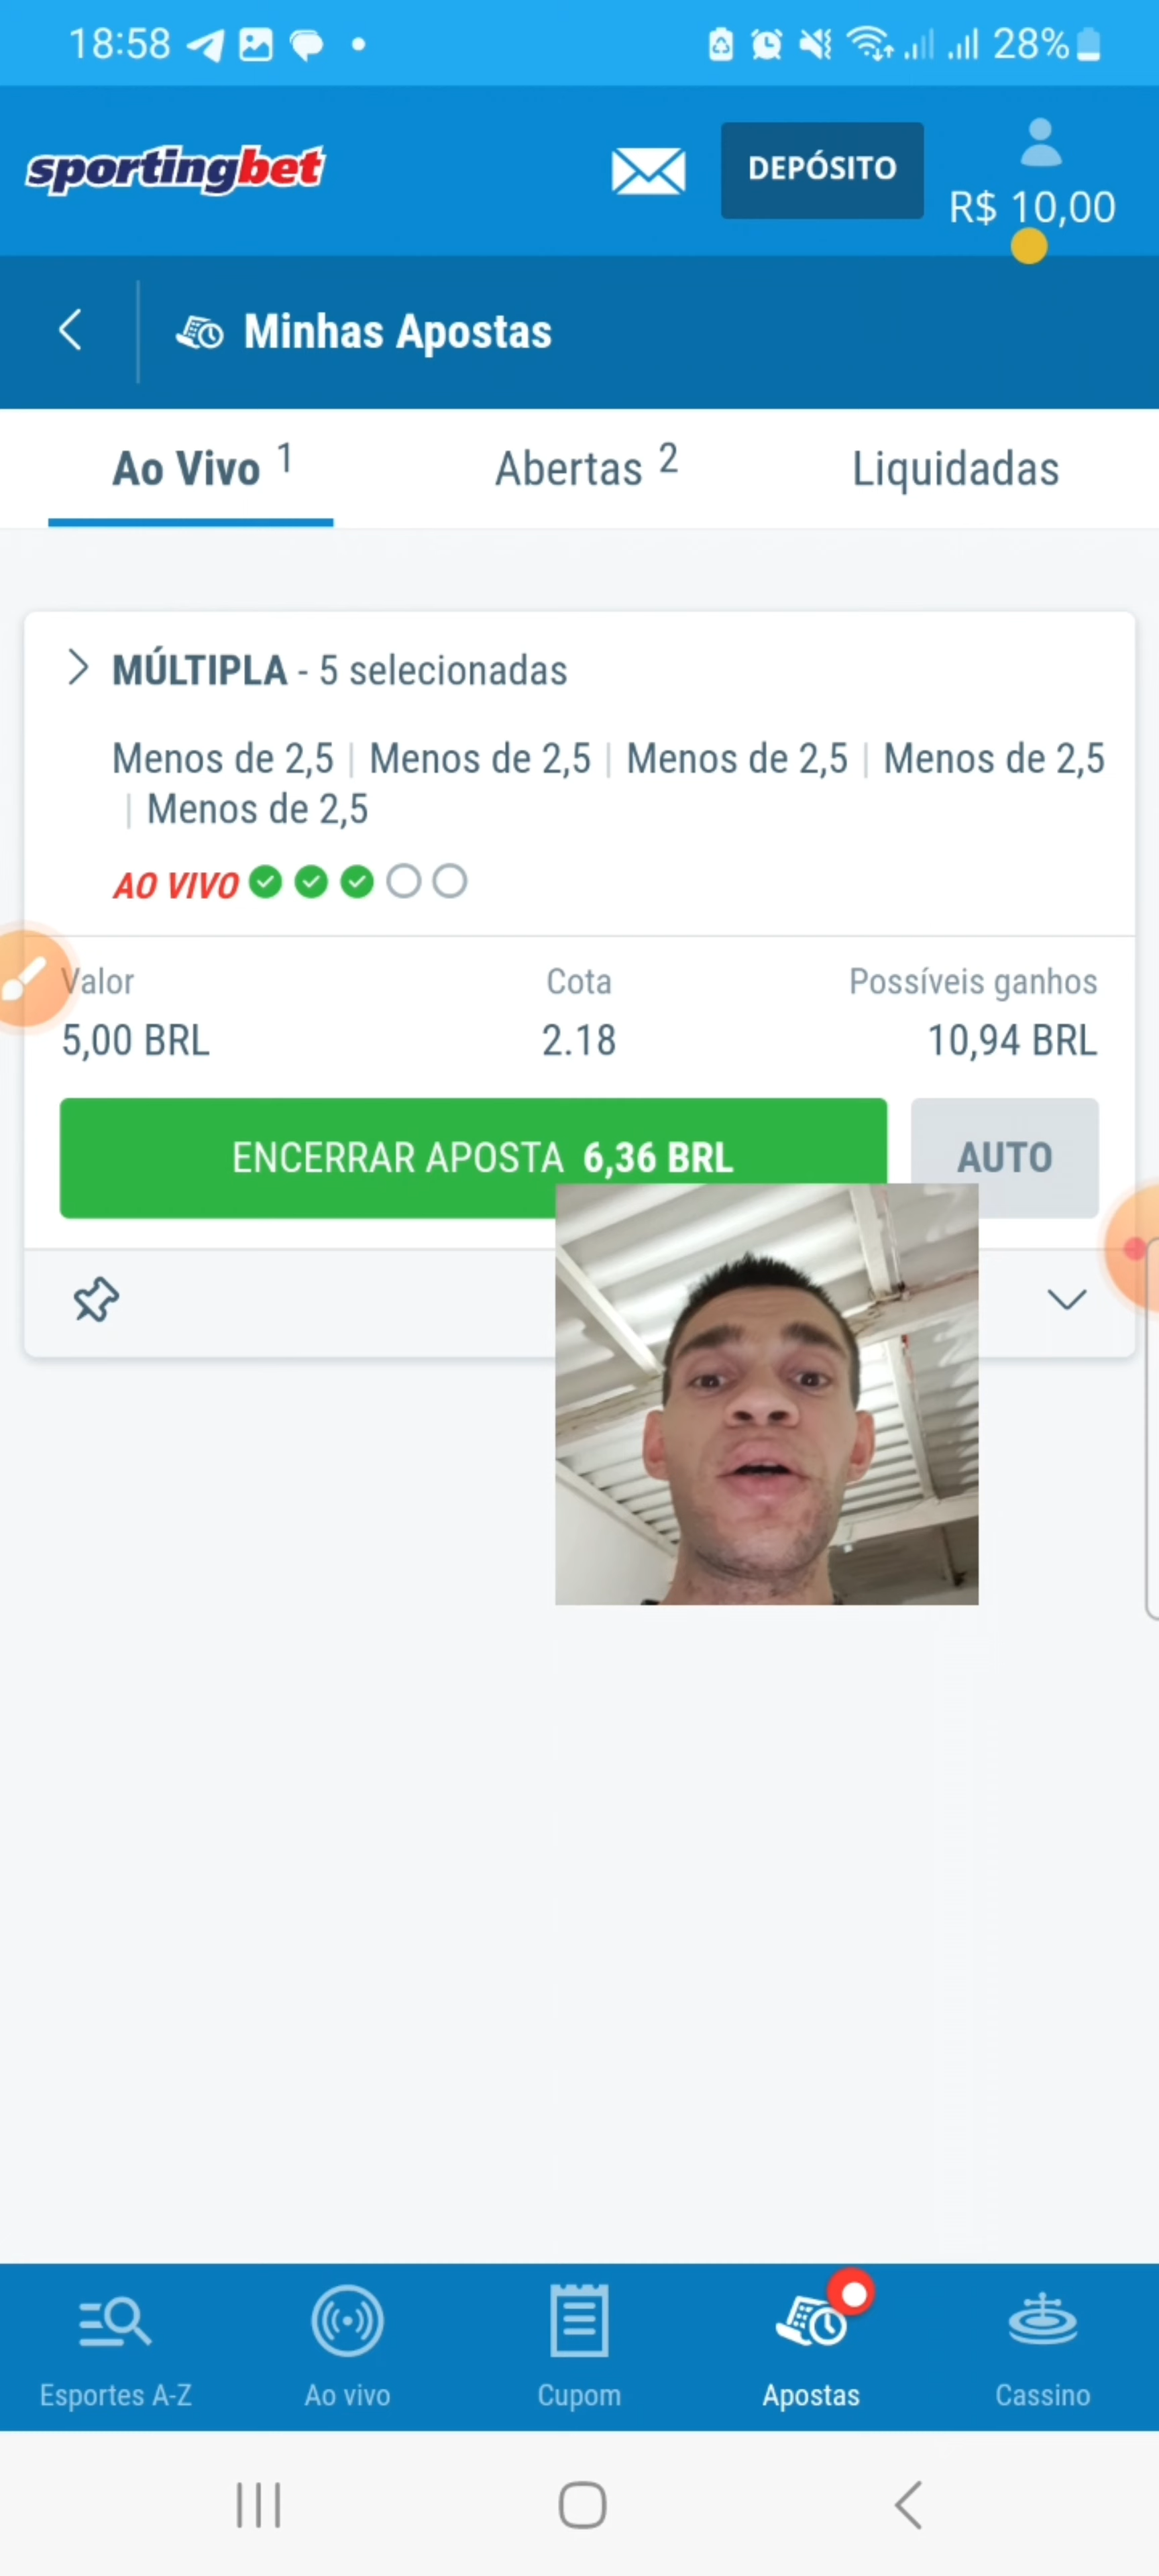 18:58 28%
sportingbet DEPÓSITO R$ 10,00
Minhas Apostas
Ao Vivo 1 Abertas 2 Liquidadas
MÚLTIPLA - 5 selecionadas
Menos de 2,5 | Menos de 2,5 | Menos de 2,5 | Menos de 2,5
| Menos de 2,5
AO VIVO
Valor Cota Possíveis ganhos
5,00 BRL 2.18 10,94 BRL
ENCERRAR APOSTA 6,36 BRL AUTO
Esportes A-Z Ao vivo Cupom Apostas Cassino